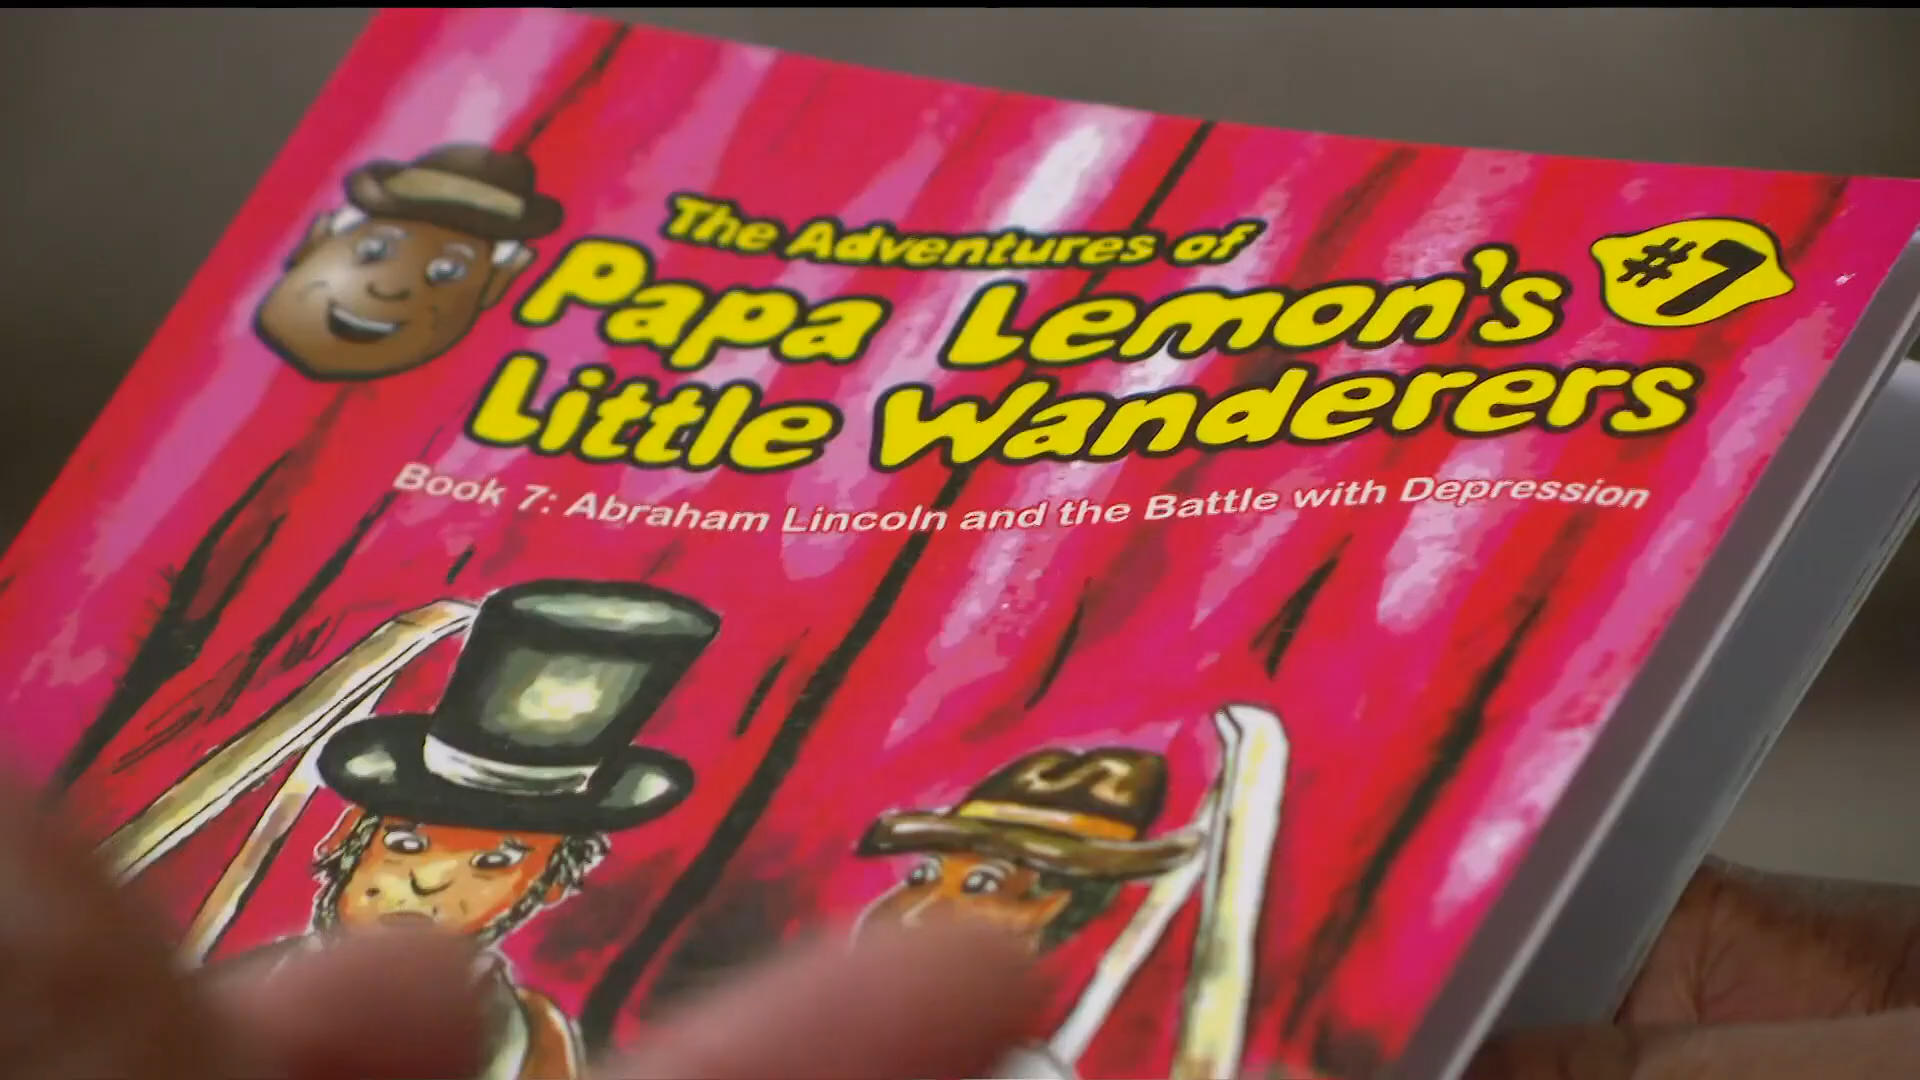 The Adventures of
Papa Lemon's
#7
Little Wanderers
Book 7: Abraham Lincoln and the Battle with Depression